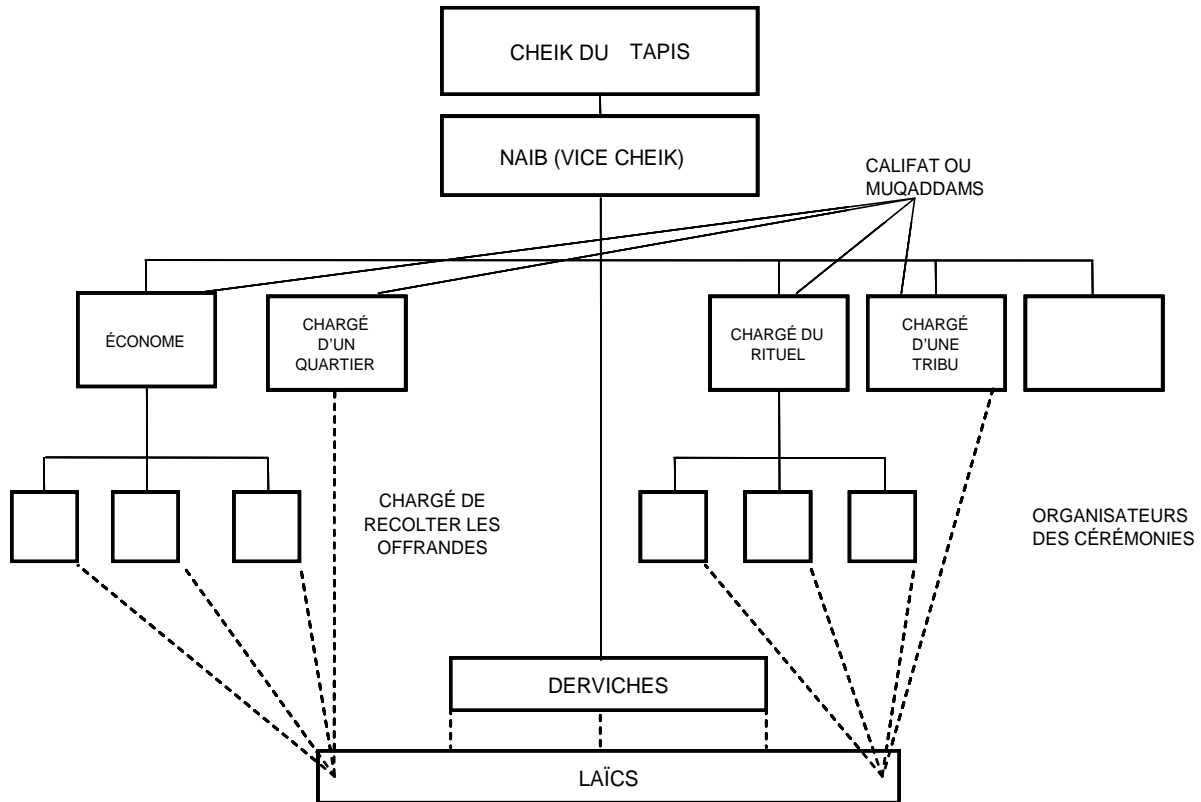 CHEIK DU TAPIS
NAIB (VICE CHEIK)
CALIFAT OU
MUQADDAMS
ÉCONOME
CHARGÉ
D'UN
QUARTIER
CHARGÉ DU
RITUEL
CHARGÉ
D'UNE
TRIBU
CHARGÉ DE
RECOLTER LES
OFFRANDES
ORGANISATEURS
DES CÉRÉMONIES
DERVICHES
LAÏCS